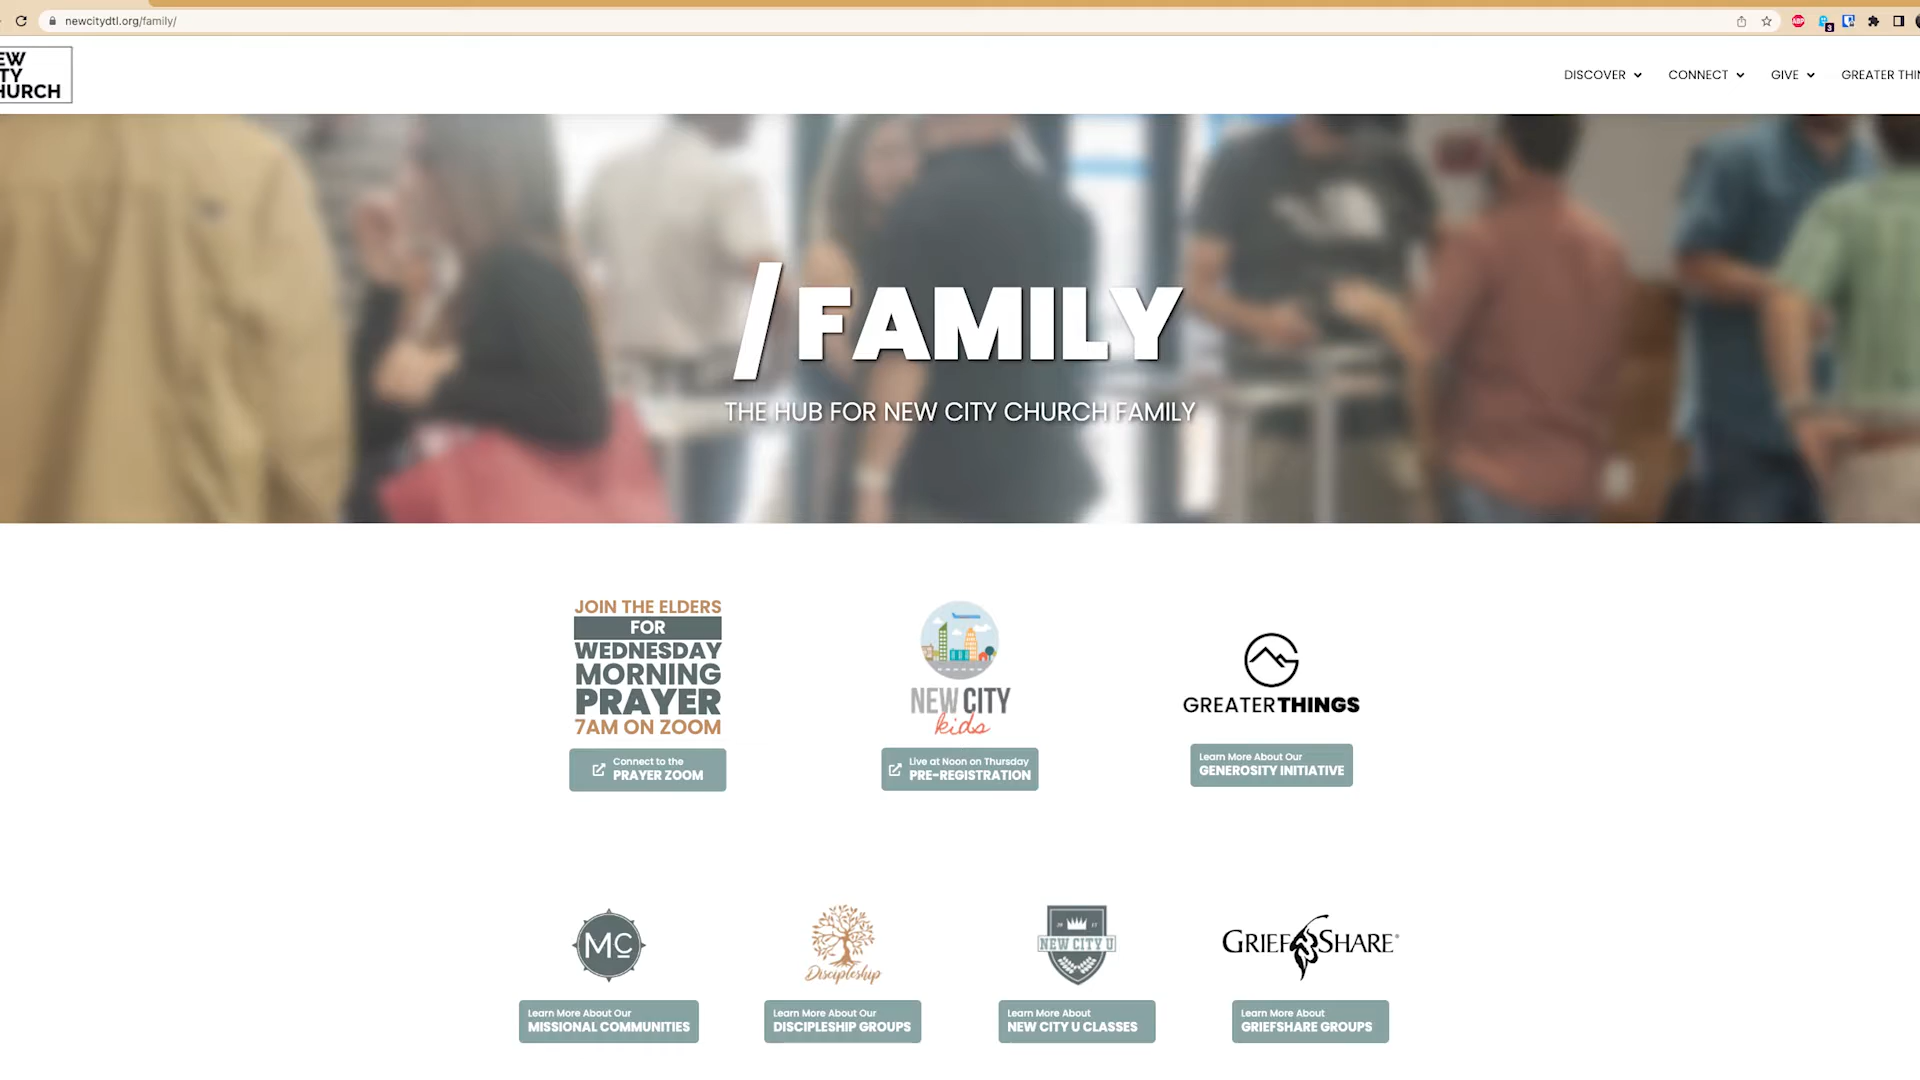 newcitydtl.org/family/
ABP
3
EW
TY
HURCH
DISCOVER
CONNECT
GIVE
GREATER THIN
/FAMILY
THE HUB FOR NEW CITY CHURCH FAMILY
JOIN THE ELDERS
FOR
WEDNESDAY
MORNING
PRAYER
7AM ON ZOOM
Connect to the
PRAYER ZOOM
NEW CITY
kids
Live at Noon on Thursday
PRE-REGISTRATION
GREATERTHINGS
Learn More About Our
GENEROSITY INITIATIVE
MC
Learn More About Our
MISSIONAL COMMUNITIES
Discipleship
Learn More About Our
DISCIPLESHIP GROUPS
NEW CITY U
Learn More About
NEW CITY U CLASSES
GRIEFSHARE®
Learn More About
GRIEFSHARE GROUPS